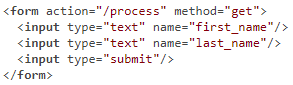 <form action="/process" method="get">
  <input type="text" name="first_name"/>
  <input type="text" name="last_name"/>
  <input type="submit"/>
</form>